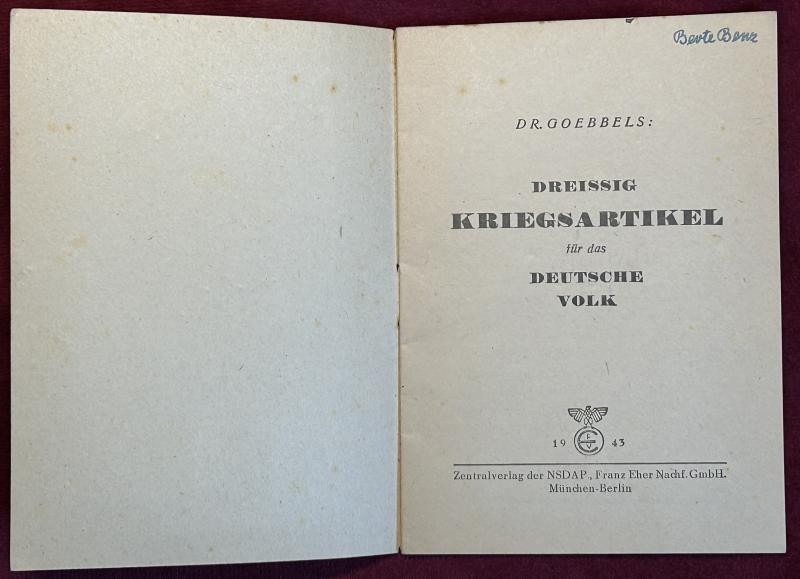 Berte Benz
DR. GOEBBELS:
DREISSIG
KRIEGSARTIKEL
für das
DEUTSCHE
VOLK
19 43
Zentralverlag der NSDAP., Franz Eher Nachf. GmbH.
München-Berlin